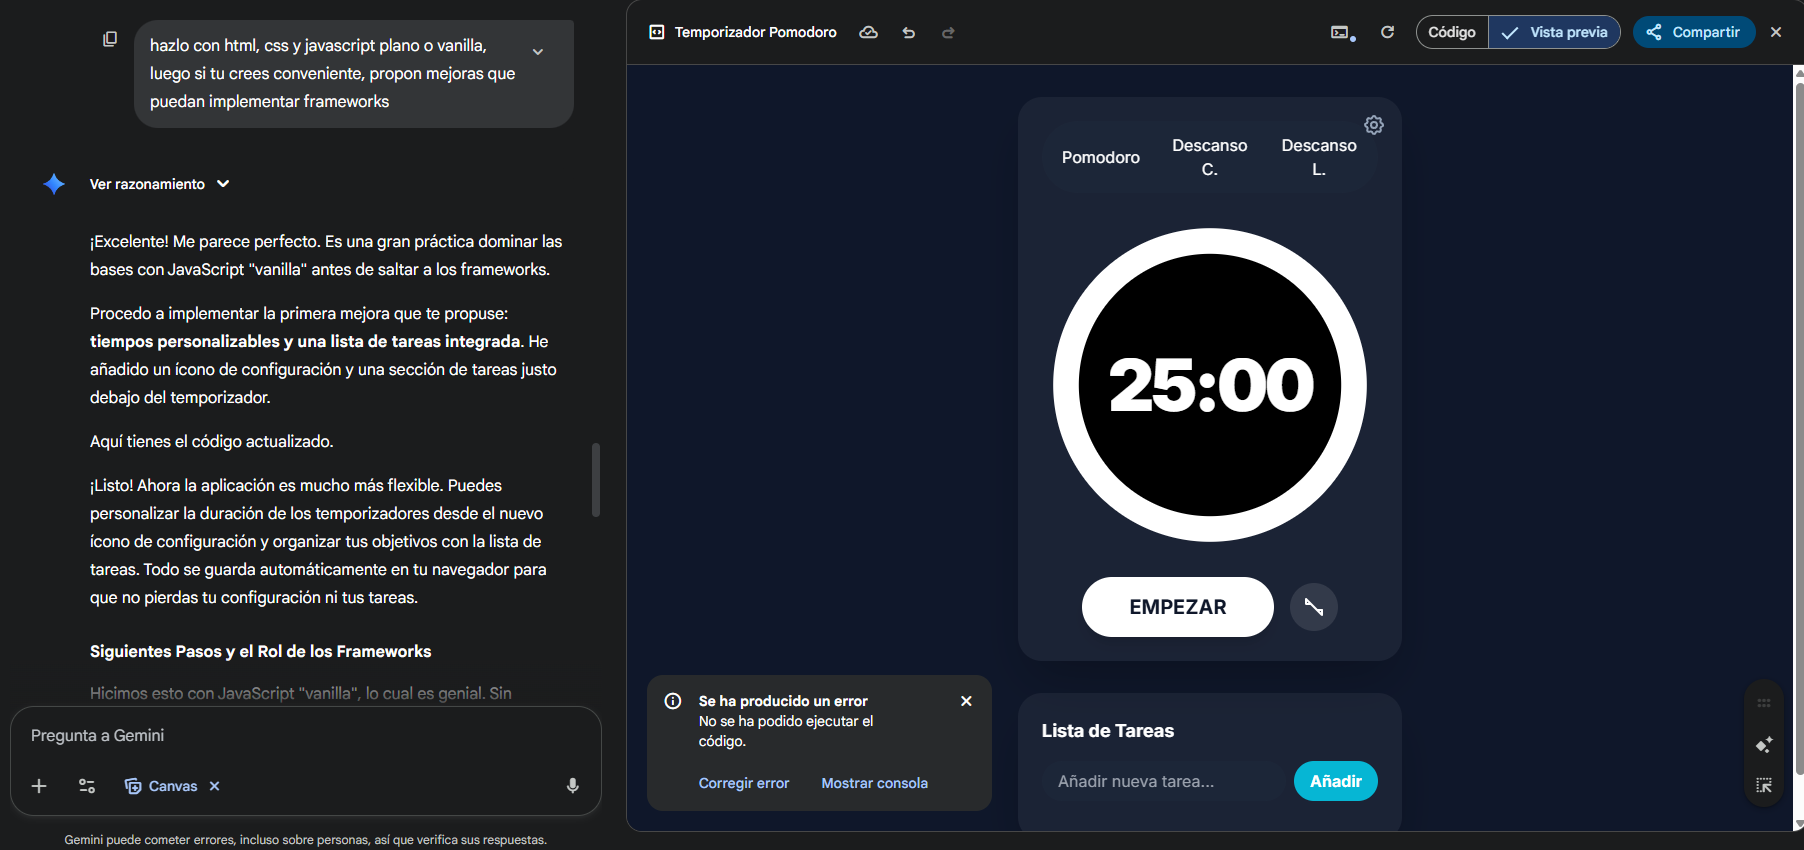 hazlo con html, css y javascript plano o vanilla,
luego si tu crees conveniente, propon mejoras que
puedan implementar frameworks
Ver razonamiento
¡Excelente! Me parece perfecto. Es una gran práctica dominar las
bases con JavaScript "vanilla" antes de saltar a los frameworks.
Procedo a implementar la primera mejora que te propuse:
tiempos personalizables y una lista de tareas integrada. He
añadido un ícono de configuración y una sección de tareas justo
debajo del temporizador.
Aquí tienes el código actualizado.
¡Listo! Ahora la aplicación es mucho más flexible. Puedes
personalizar la duración de los temporizadores desde el nuevo
ícono de configuración y organizar tus objetivos con la lista de
tareas. Todo se guarda automáticamente en tu navegador para
que no pierdas tu configuración ni tus tareas.
Siguientes Pasos y el Rol de los Frameworks
Hicimos esto con JavaScript "vanilla", lo cual es genial. Sin
Pregunta a Gemini
Canvas
Gemini puede cometer errores, incluso sobre personas, así que verifica sus respuestas.
Temporizador Pomodoro
Código
Vista previa
Compartir
Pomodoro
Descanso
C.
Descanso
L.
25:00
EMPEZAR
Se ha producido un error
No se ha podido ejecutar el
código.
Corregir error
Mostrar consola
Lista de Tareas
Añadir nueva tarea...
Añadir